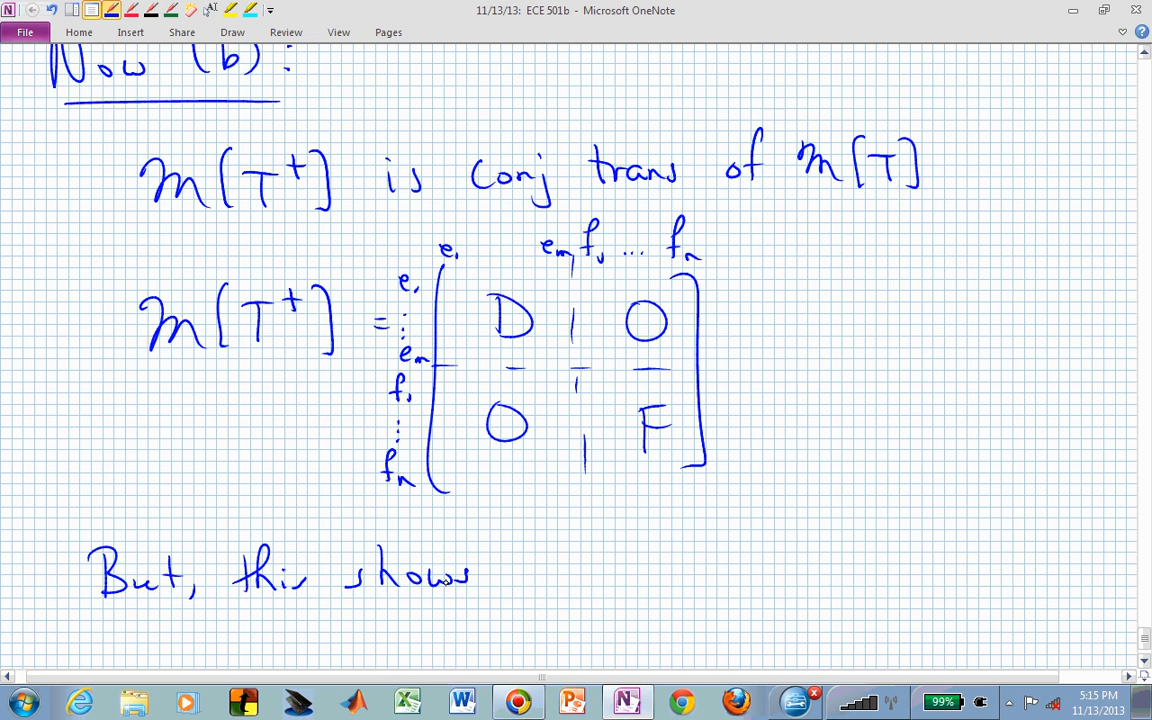 11/13/13: ECE 501b - Microsoft OneNote
File Home Insert Share Draw Review View Pages
Now (b):
M[T†] is conj trans of M[T]
e₁ eₘ f₁ ... fₙ
M[T†] =
e₁
⋮
eₘ
f₁
⋮
fₙ
D | O
O | F
But, this shows
99%
5:15 PM
11/13/2013